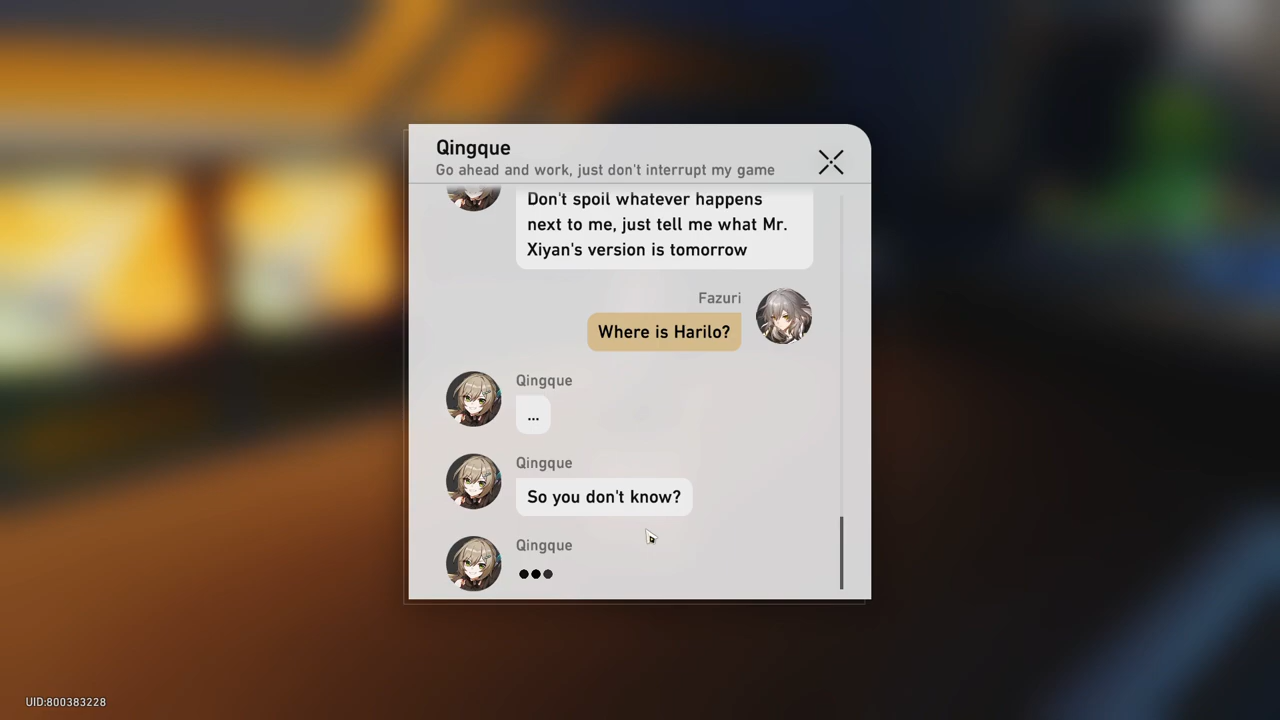 Qingque
Go ahead and work, just don't interrupt my game
Don't spoil whatever happens
next to me, just tell me what Mr.
Xiyan's version is tomorrow
Fazuri
Where is Harilo?
Qingque
...
Qingque
So you don't know?
Qingque
UID:800383228